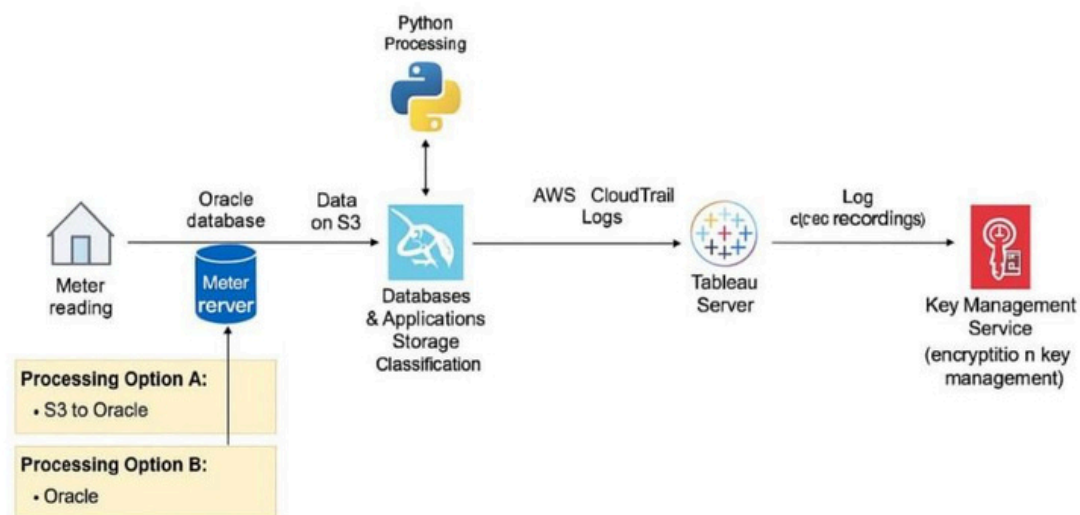 Python
Processing
Oracle
database
Data
on S3
AWS CloudTrail
Logs
Log
recordings)
Meter
reading
Meter
rerver
Databases
& Applications
Storage
Classification
Tableau
Server
Key Management
Service
(encryptitio n key
management)
Processing Option A:
• S3 to Oracle
Processing Option B:
• Oracle